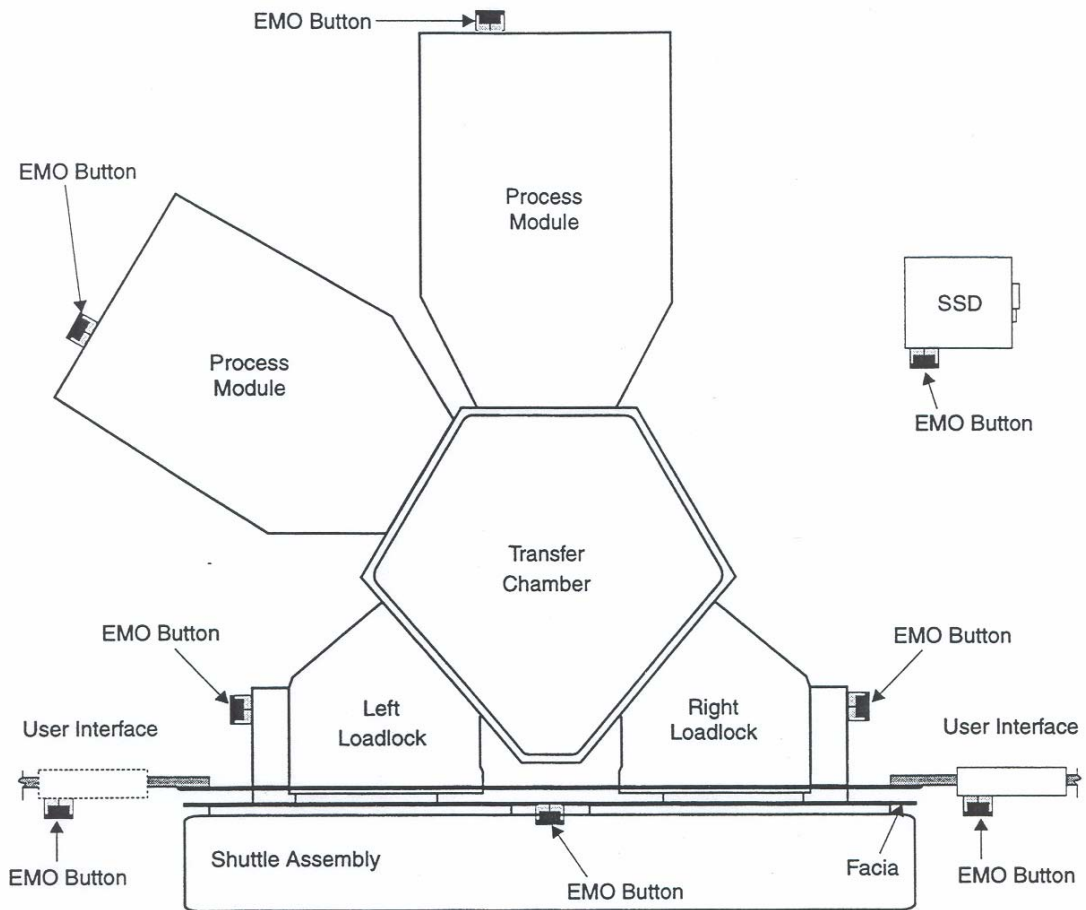 EMO Button
EMO Button
Process
Module
SSD
Process
Module
EMO Button
Transfer
Chamber
EMO Button
EMO Button
Left
Loadlock
Right
Loadlock
User Interface
User Interface
Shuttle Assembly
Facia
EMO Button
EMO Button
EMO Button